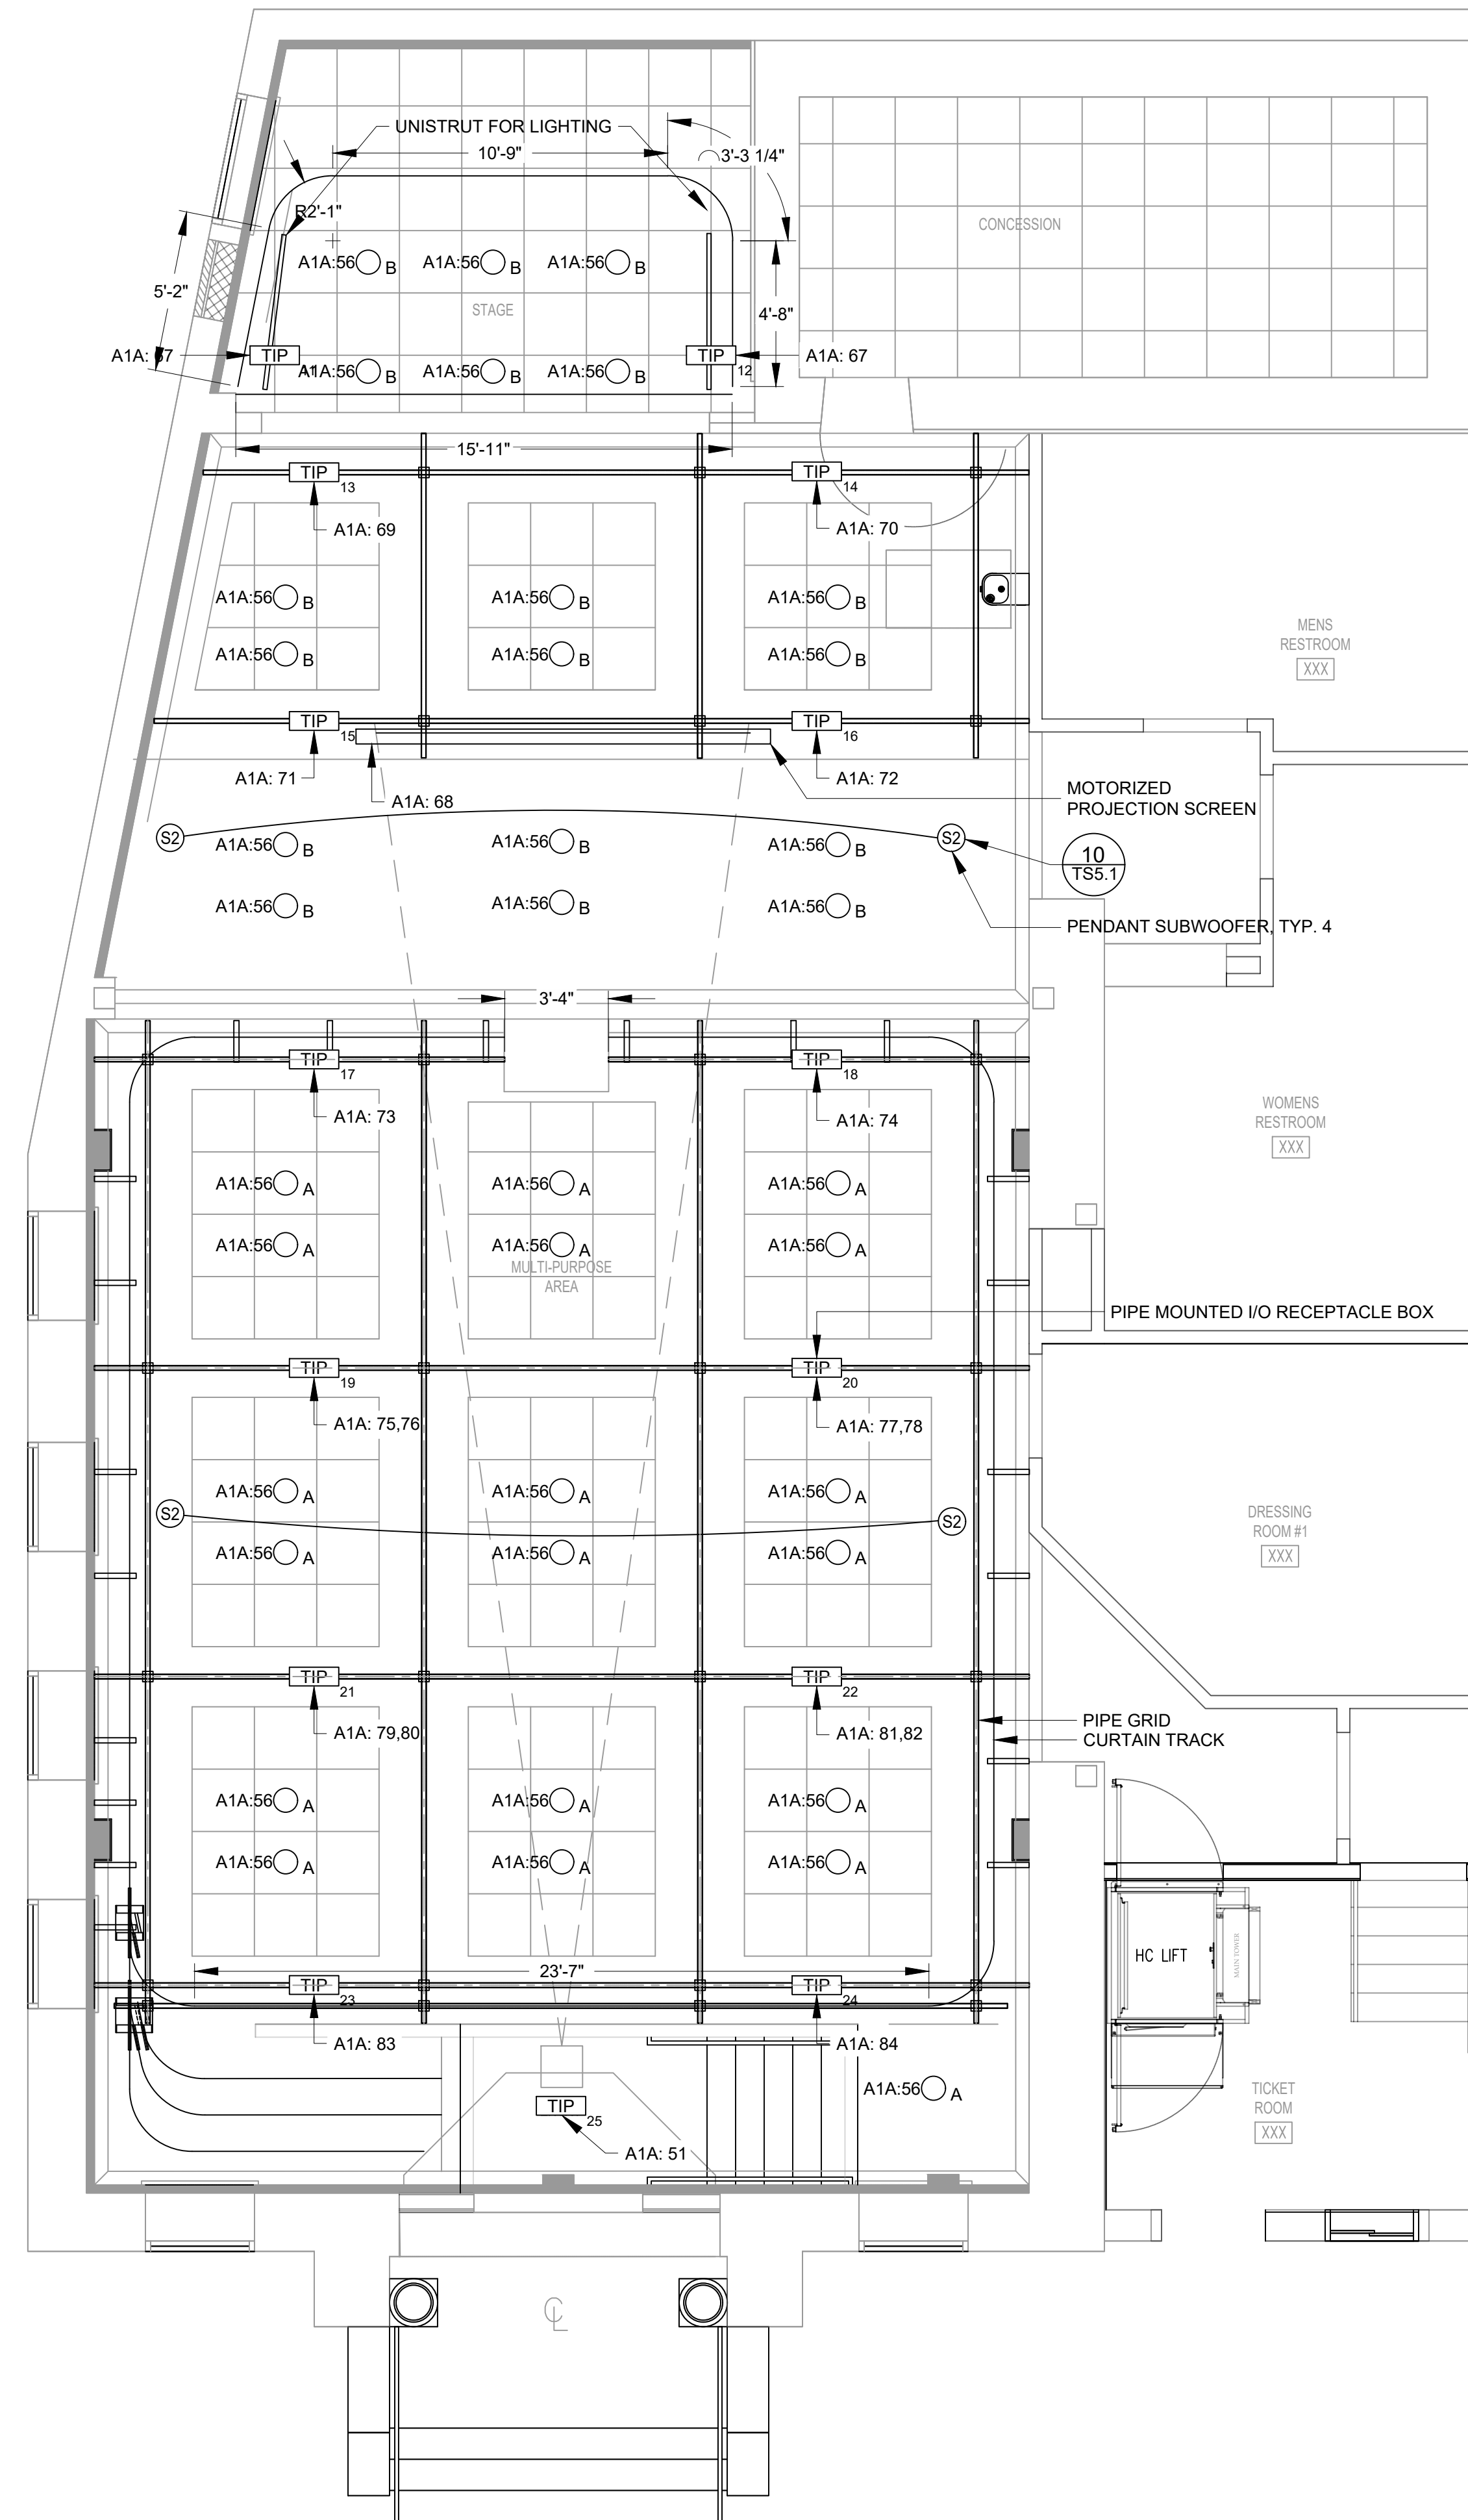 UNISTRUT FOR LIGHTING
10'-9"
3'-3 1/4"
R2'-1"
CONCESSION
A1A:56 B A1A:56 B A1A:56 B
5'-2"
STAGE
4'-8"
A1A: 67 TIP 11
TIP 12 A1A: 67
A1A:56 B A1A:56 B A1A:56 B
15'-11"
TIP 13 TIP 14
A1A: 69 A1A: 70
A1A:56 B A1A:56 B A1A:56 B
MENS
RESTROOM
XXX
A1A:56 B A1A:56 B A1A:56 B
TIP 15 TIP 16
A1A: 71 A1A: 72
A1A: 68
MOTORIZED
PROJECTION SCREEN
S2 S2
A1A:56 B A1A:56 B A1A:56 B
10
TS5.1
A1A:56 B A1A:56 B A1A:56 B
PENDANT SUBWOOFER, TYP. 4
3'-4"
TIP 17 TIP 18
A1A: 73 A1A: 74
WOMENS
RESTROOM
XXX
A1A:56 A A1A:56 A A1A:56 A
A1A:56 A A1A:56 A A1A:56 A
MULTI-PURPOSE
AREA
PIPE MOUNTED I/O RECEPTACLE BOX
TIP 19 TIP 20
A1A: 75,76 A1A: 77,78
A1A:56 A A1A:56 A A1A:56 A
S2 S2
DRESSING
ROOM #1
XXX
A1A:56 A A1A:56 A A1A:56 A
TIP 21 TIP 22
A1A: 79,80 A1A: 81,82
PIPE GRID
CURTAIN TRACK
A1A:56 A A1A:56 A A1A:56 A
A1A:56 A A1A:56 A A1A:56 A
HC LIFT
MAIN TOWER
23'-7"
TIP 23 TIP 24
A1A: 83 A1A: 84
A1A:56 A
TICKET
ROOM
XXX
TIP 25
A1A: 51
CL